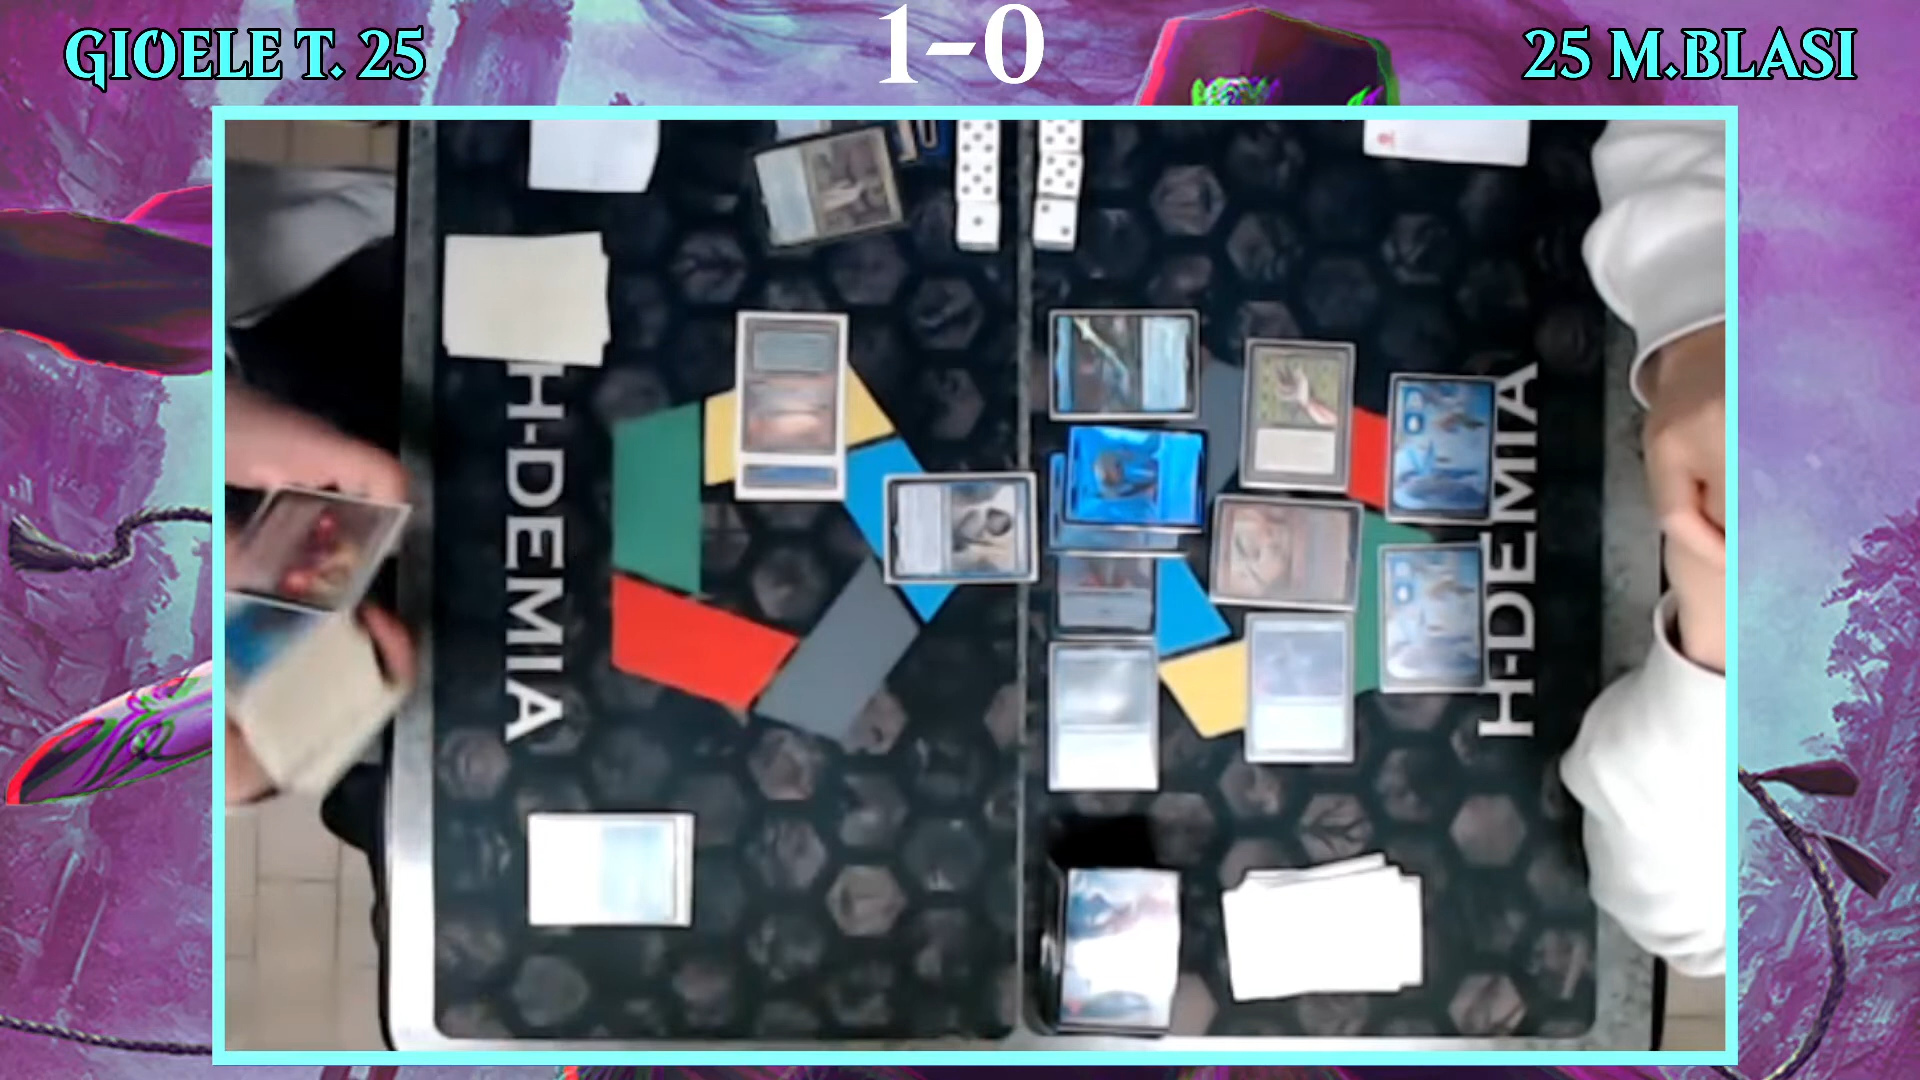 GIOELE T. 25
1-0
25 M.BLASI
H-DEMIA
H-DEMIA